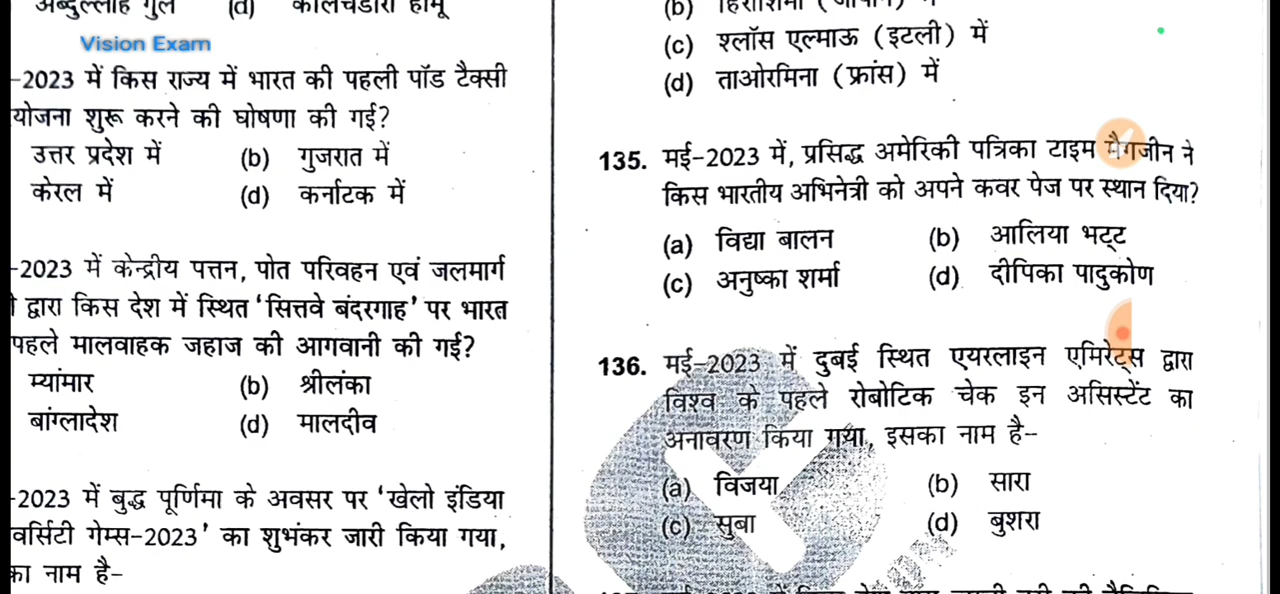 अब्दुल्लाह गुल (d)
Vision Exam
-2023 में किस राज्य में भारत की पहली पॉड टैक्सी
योजना शुरू करने की घोषणा की गई?
उत्तर प्रदेश में (b) गुजरात में
केरल में (d) कर्नाटक में
-2023 में केन्द्रीय पत्तन, पोत परिवहन एवं जलमार्ग
द्वारा किस देश में स्थित ‘सित्तवे बंदरगाह’ पर भारत
पहले मालवाहक जहाज की आगवानी की गई?
म्यांमार (b) श्रीलंका
बांग्लादेश (d) मालदीव
-2023 में बुद्ध पूर्णिमा के अवसर पर ‘खेलो इंडिया
वर्सिटी गेम्स-2023’ का शुभंकर जारी किया गया,
का नाम है-
(b)
(c) श्लॉस एल्माऊ (इटली) में
(d) ताओरमिना (फ्रांस) में
135. मई-2023 में, प्रसिद्ध अमेरिकी पत्रिका टाइम मैगजीन ने
किस भारतीय अभिनेत्री को अपने कवर पेज पर स्थान दिया?
(a) विद्या बालन (b) आलिया भट्ट
(c) अनुष्का शर्मा (d) दीपिका पादुकोण
136. मई-2023 में दुबई स्थित एयरलाइन एमिरेट्स द्वारा
विश्व के पहले रोबोटिक चेक इन असिस्टेंट का
अनावरण किया गया, इसका नाम है-
(a) विजया (b) सारा
(c) सुबा (d) बुशरा